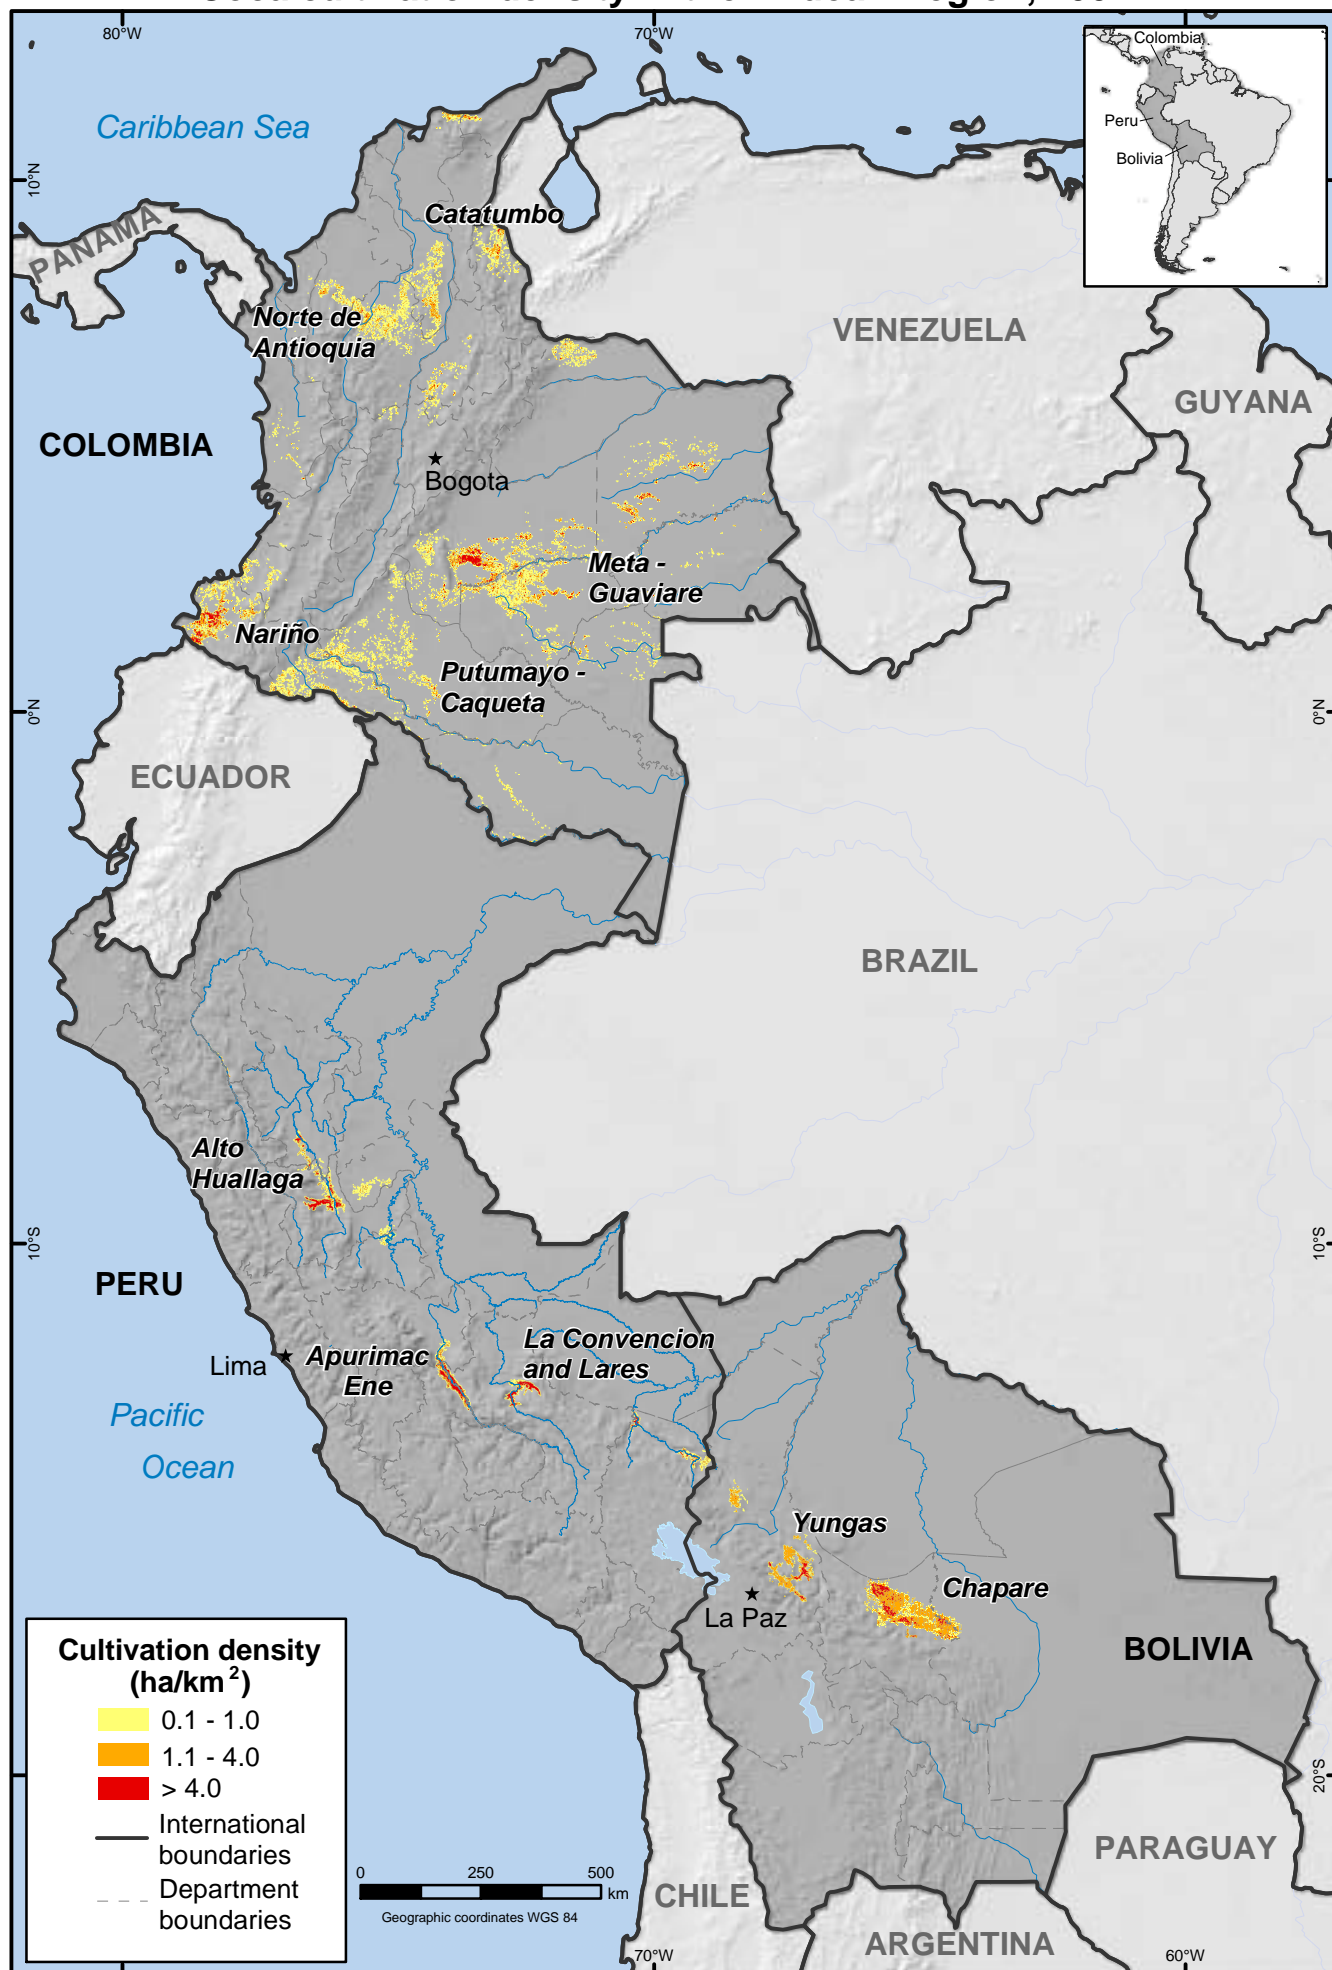 80°W
70°W
Colombia
Peru
Bolivia
Caribbean Sea
10°N
PANAMA
Catatumbo
Norte de
Antioquia
VENEZUELA
GUYANA
COLOMBIA
Bogota
Meta -
Guaviare
Nariño
Putumayo -
Caqueta
0°N
0°N
ECUADOR
BRAZIL
Alto
Huallaga
10°S
10°S
PERU
Lima
Apurimac
Ene
La Convencion
and Lares
Pacific
Ocean
Yungas
Chapare
La Paz
BOLIVIA
Cultivation density
(ha/km²)
0.1 - 1.0
1.1 - 4.0
> 4.0
International
boundaries
Department
boundaries
0 250 500
km
Geographic coordinates WGS 84
20°S
PARAGUAY
CHILE
ARGENTINA
70°W
60°W